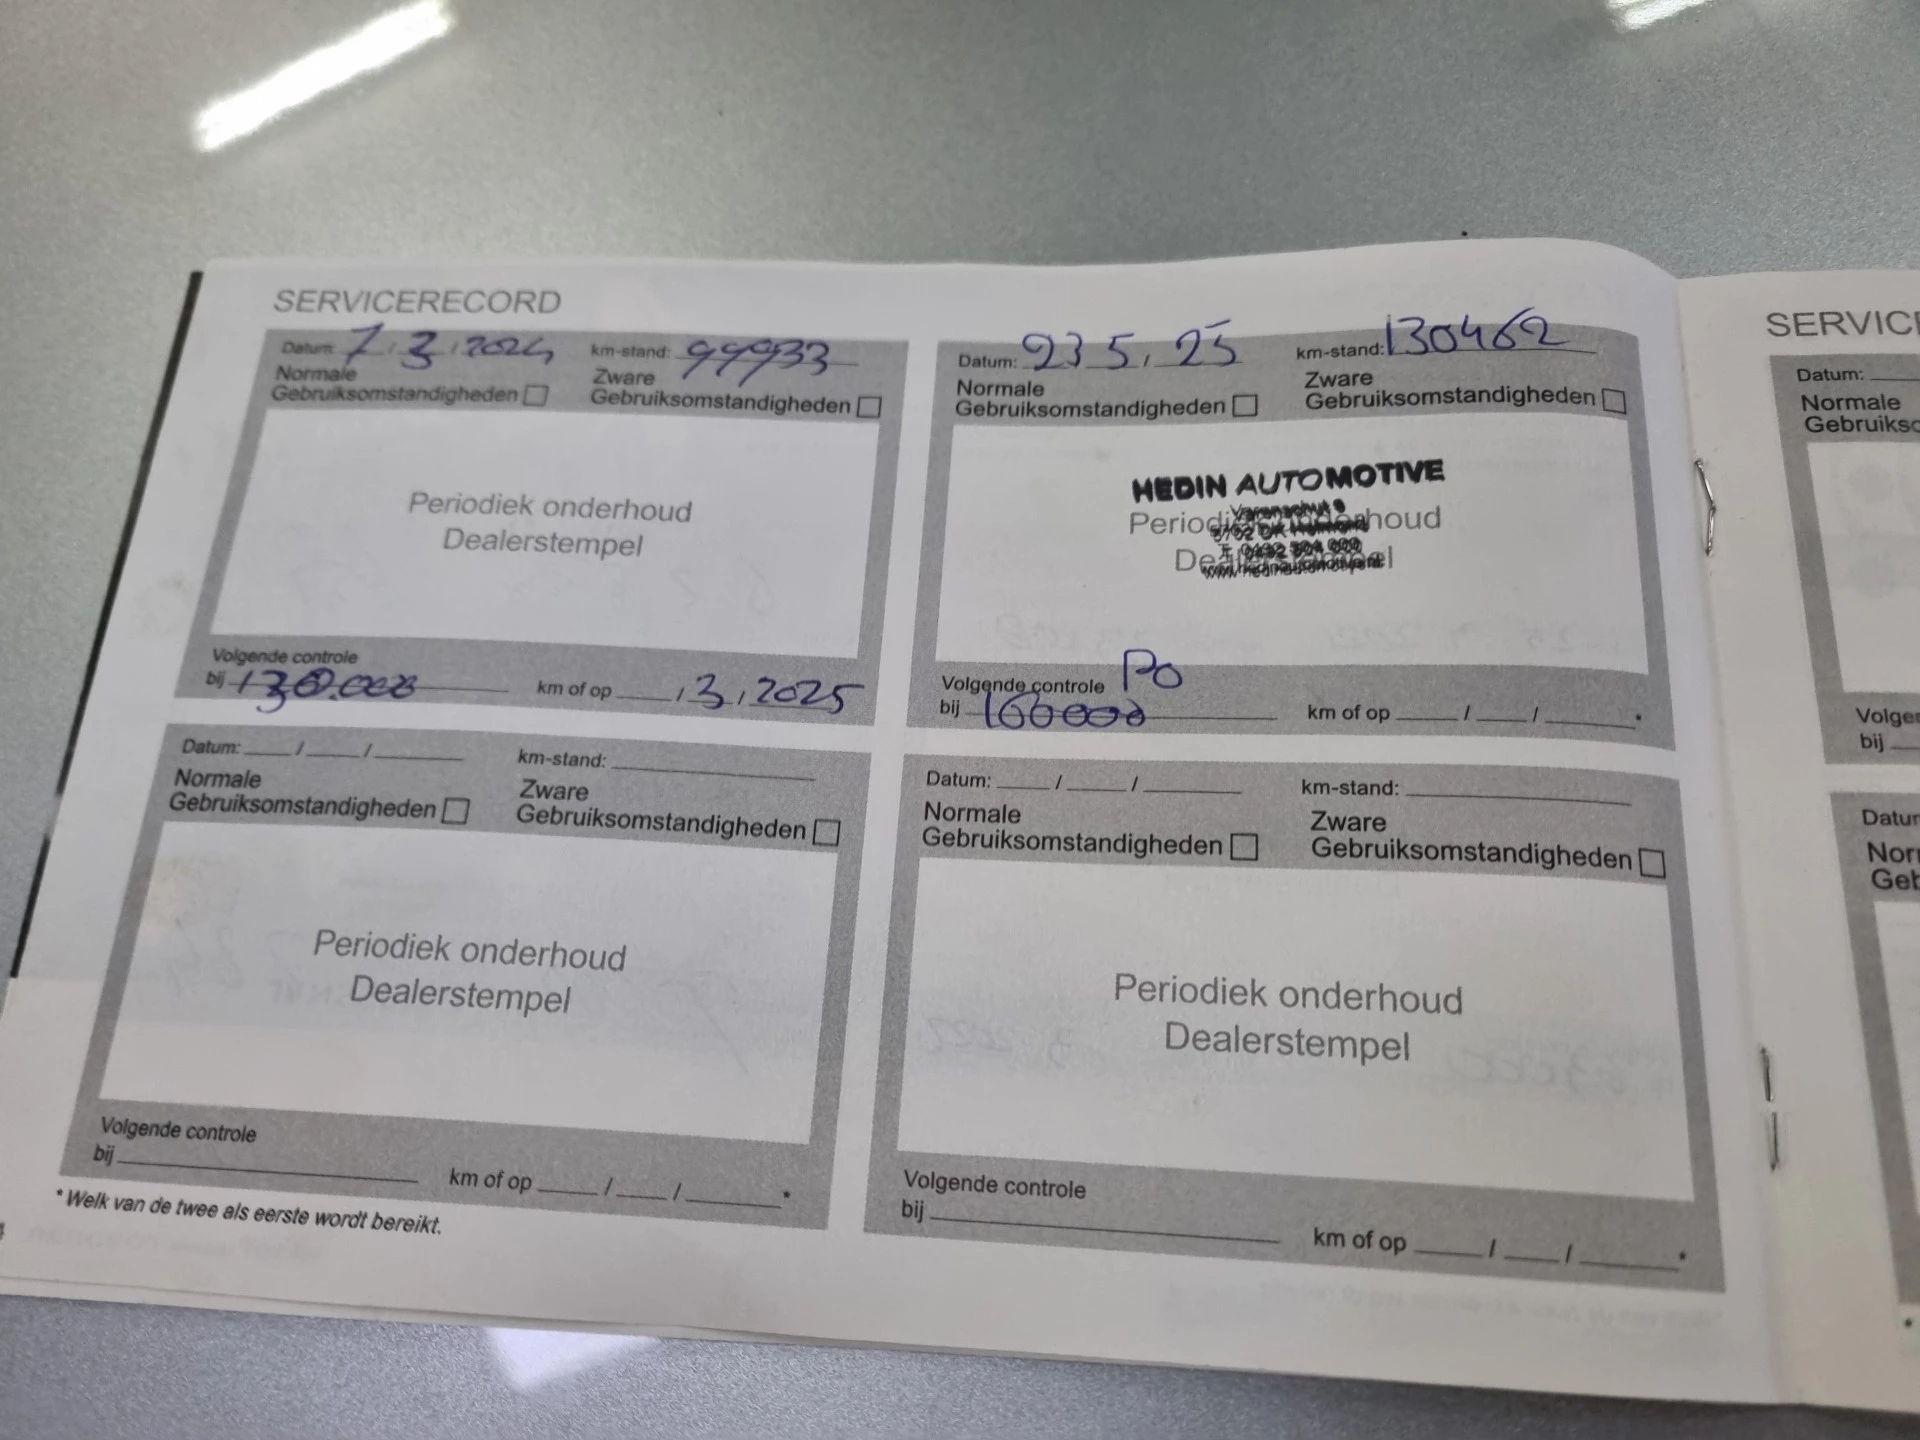 SERVICERECORD
Datum: 7 / 3 / 2024 km-stand: 99933
Normale Zware
Gebruiksomstandigheden Gebruiksomstandigheden
Periodiek onderhoud
Dealerstempel
Volgende controle
bij 130.000 km of op / 3 / 2025
Datum: 23 5, 25 km-stand: 130462
Normale Zware
Gebruiksomstandigheden Gebruiksomstandigheden
HEDIN AUTOMOTIVE
Periodiek onderhoud
Dealerstempel
Volgende controle PO
bij 160000 km of op / / *
Datum: / / km-stand:
Normale Zware
Gebruiksomstandigheden Gebruiksomstandigheden
Periodiek onderhoud
Dealerstempel
Volgende controle
bij km of op / / *
Datum: / / km-stand:
Normale Zware
Gebruiksomstandigheden Gebruiksomstandigheden
Periodiek onderhoud
Dealerstempel
Volgende controle
bij km of op / / *
* Welk van de twee als eerste wordt bereikt.
Datum:
Normale
bij